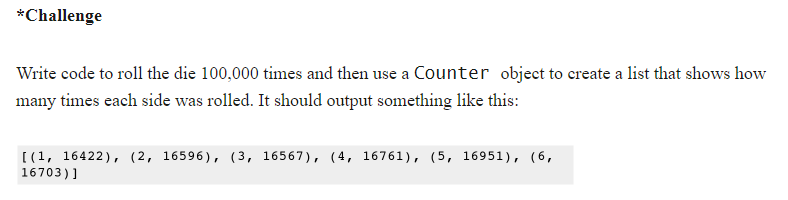 *Challenge
Write code to roll the die 100,000 times and then use a Counter object to create a list that shows how
many times each side was rolled. It should output something like this:
[(1, 16422), (2, 16596), (3, 16567), (4, 16761), (5, 16951), (6,
16703)]